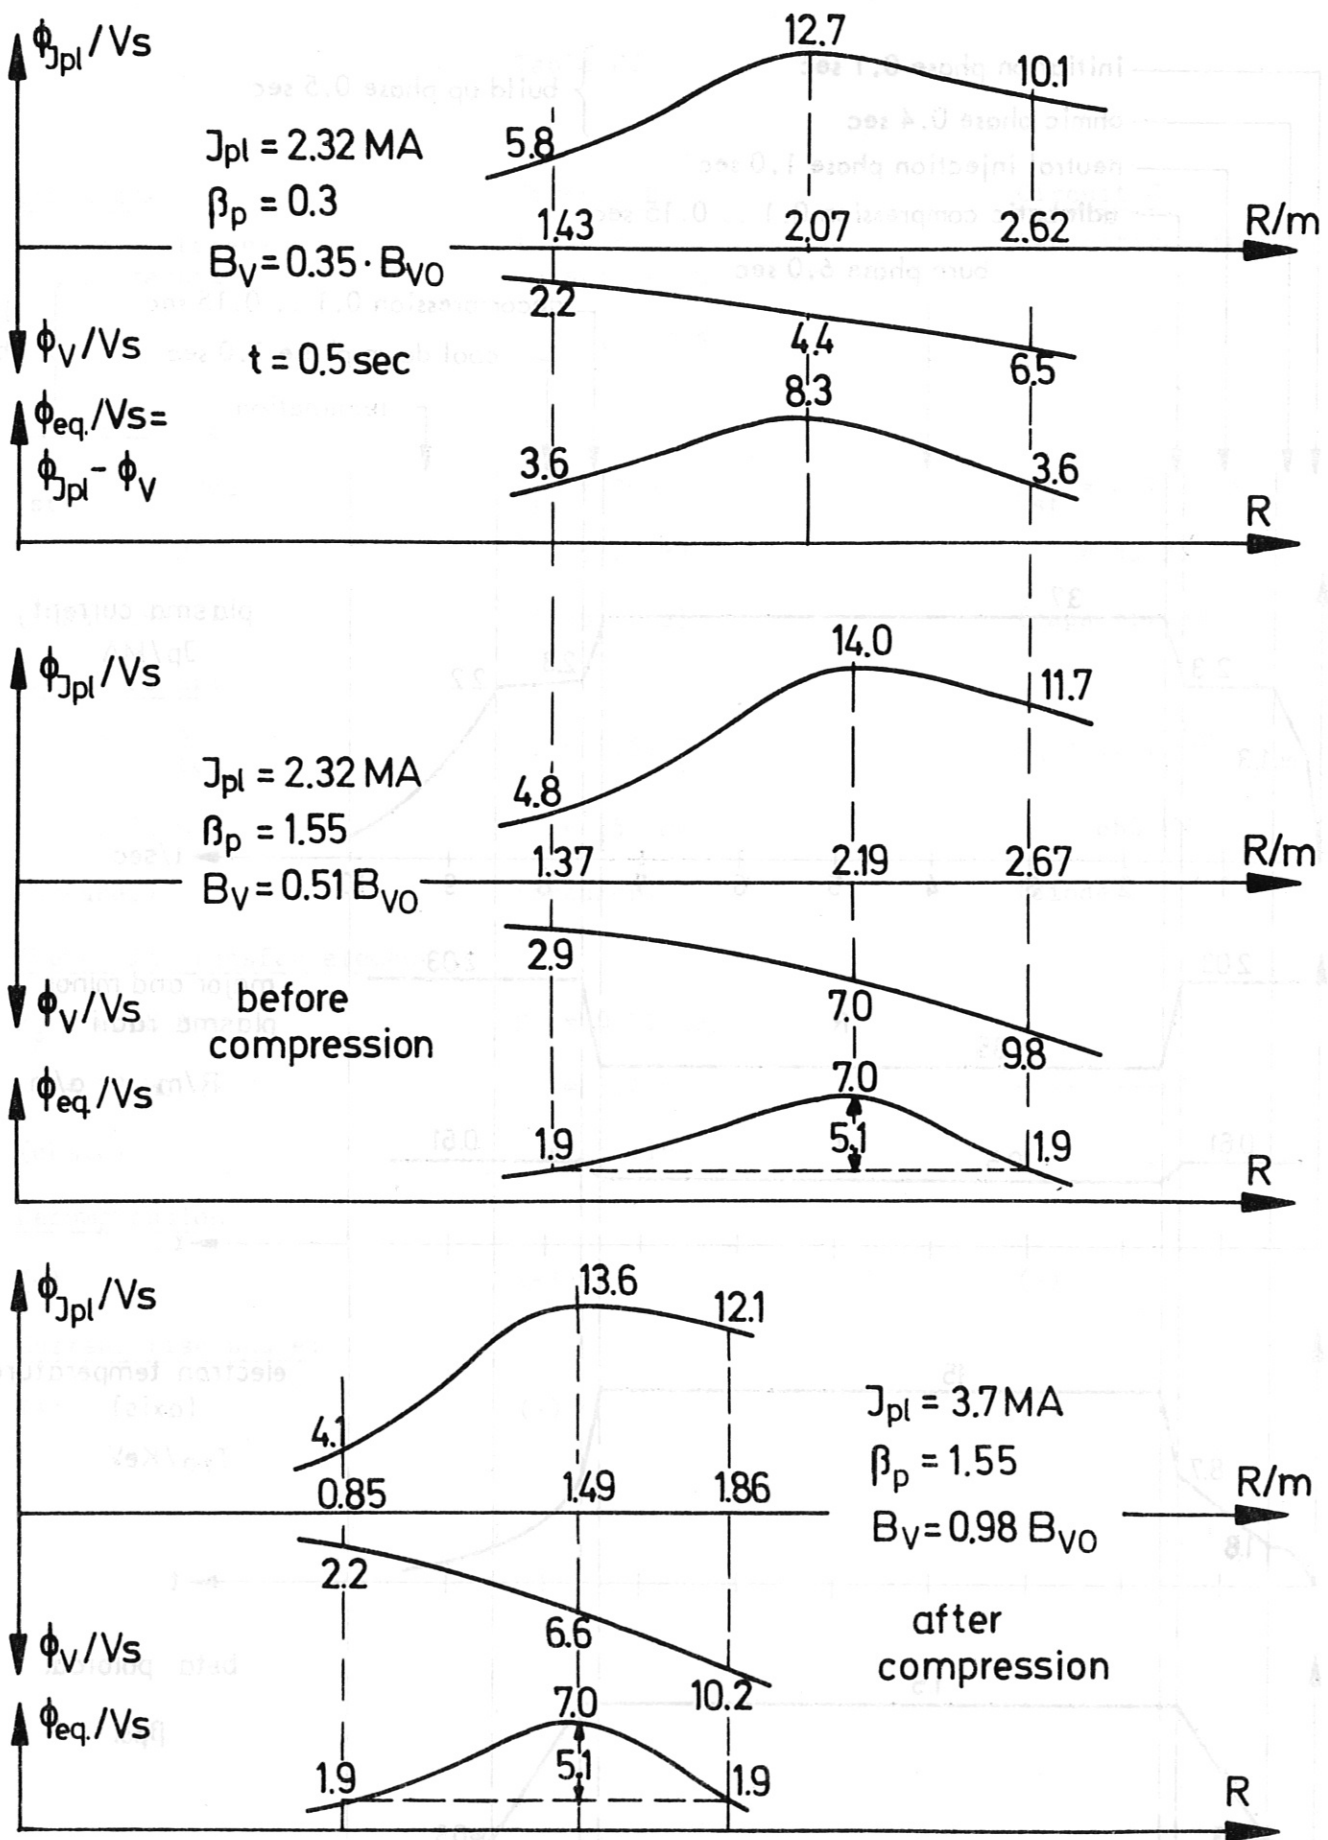 ϕJpl/Vs
12.7
10.1
5.8
Jpl = 2.32 MA
βp = 0.3
BV = 0.35 · BVO
1.43
2.07
2.62
R/m
2.2
4.4
6.5
ϕV/Vs
t = 0.5 sec
ϕeq./Vs =
ϕJpl - ϕV
8.3
3.6
3.6
R
ϕJpl/Vs
14.0
11.7
4.8
Jpl = 2.32 MA
βp = 1.55
BV = 0.51 BVO
1.37
2.19
2.67
R/m
2.9
7.0
9.8
ϕV/Vs
before
compression
ϕeq./Vs
7.0
5.1
1.9
1.9
R
ϕJpl/Vs
13.6
12.1
4.1
Jpl = 3.7 MA
βp = 1.55
BV = 0.98 BVO
0.85
1.49
1.86
R/m
2.2
6.6
10.2
ϕV/Vs
after
compression
ϕeq./Vs
7.0
5.1
1.9
1.9
R